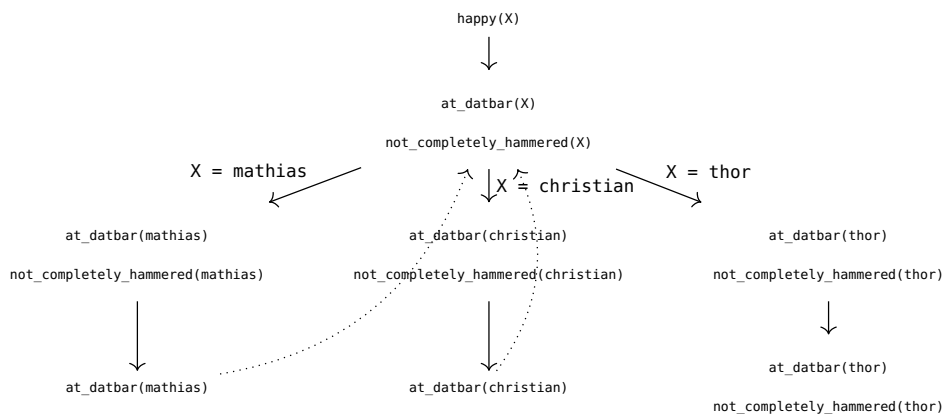 happy(X)
at_datbar(X)
not_completely_hammered(X)
X = mathias
X = christian
X = thor
at_datbar(mathias)
not_completely_hammered(mathias)
at_datbar(christian)
not_completely_hammered(christian)
at_datbar(thor)
not_completely_hammered(thor)
at_datbar(mathias)
at_datbar(christian)
at_datbar(thor)
not_completely_hammered(thor)